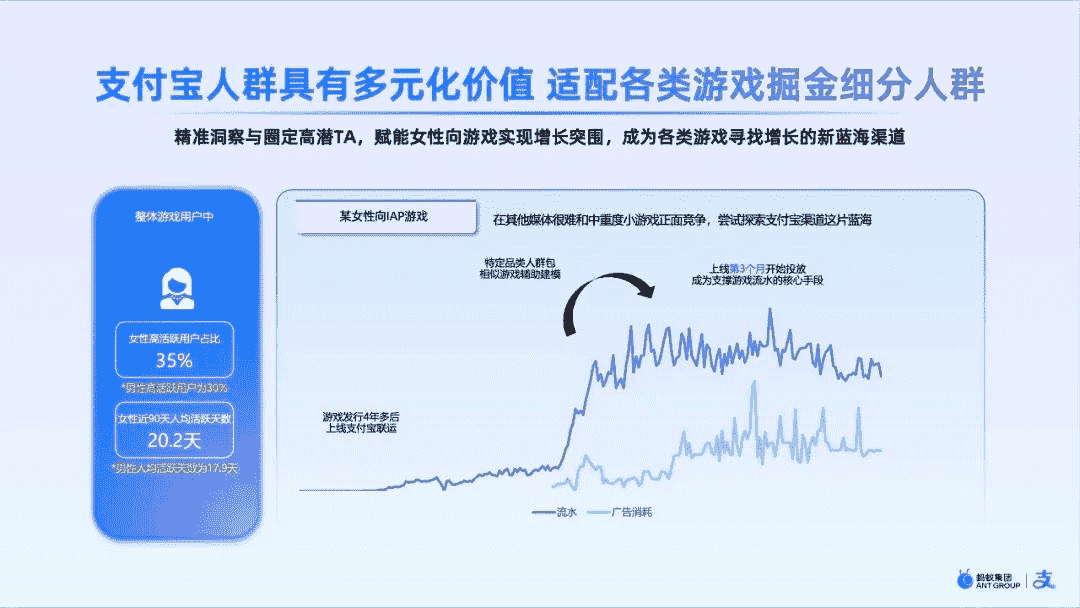 支付宝人群具有多元化价值 适配各类游戏掘金细分人群
精准洞察与圈定高潜TA，赋能女性向游戏实现增长突围，成为各类游戏寻找增长的新蓝海渠道
整体游戏用户中
女性高活跃用户占比
35%
*男性高活跃用户为30%
女性近90天人均活跃天数
20.2天
*男性人均活跃天数为17.9天
某女性向IAP游戏
在其他媒体很难和中重度小游戏正面竞争，尝试探索支付宝渠道这片蓝海
特定品类人群包
相似游戏辅助建模
上线第3个月开始投放
成为支撑游戏流水的核心手段
游戏发行4年多后
上线支付宝联运
流水
广告消耗
蚂蚁集团
ANT GROUP
支